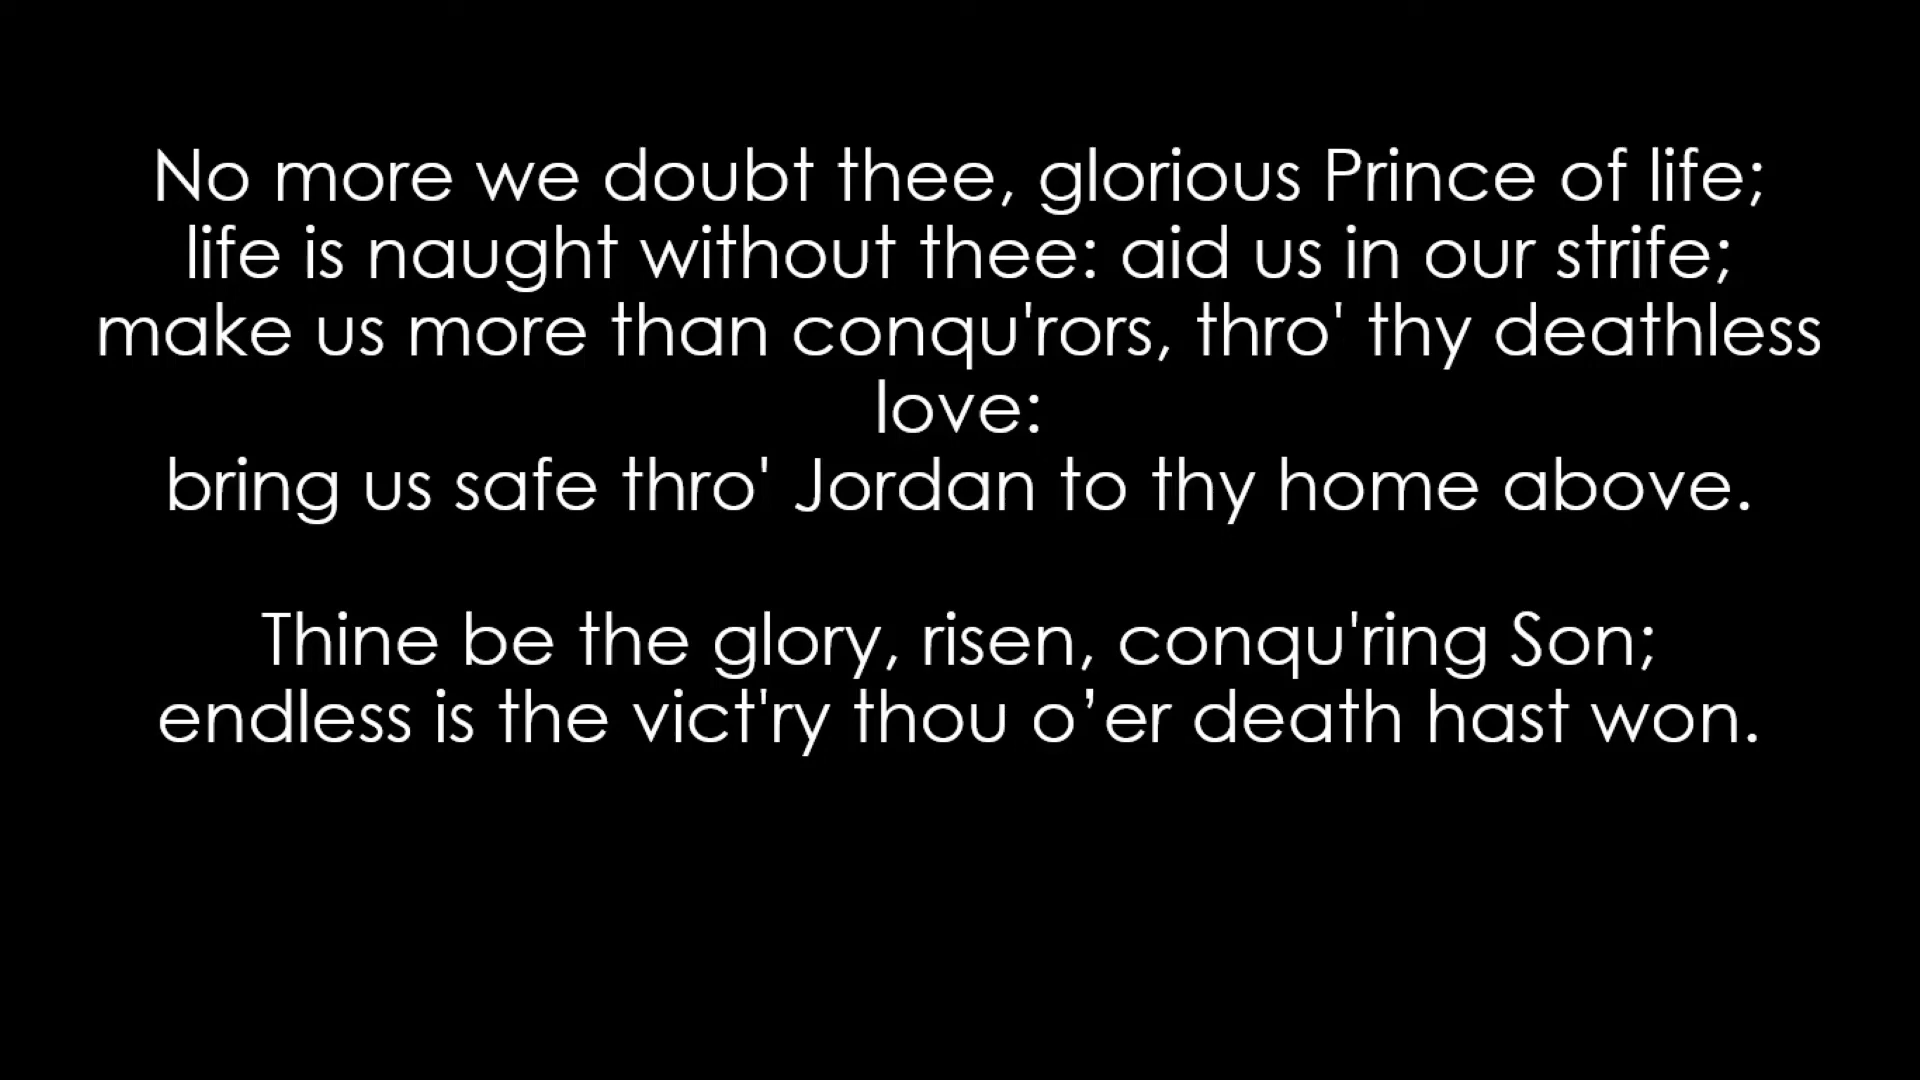 No more we doubt thee, glorious Prince of life;
life is naught without thee: aid us in our strife;
make us more than conqu'rors, thro' thy deathless
love:
bring us safe thro' Jordan to thy home above.
Thine be the glory, risen, conqu'ring Son;
endless is the vict'ry thou o’er death hast won.